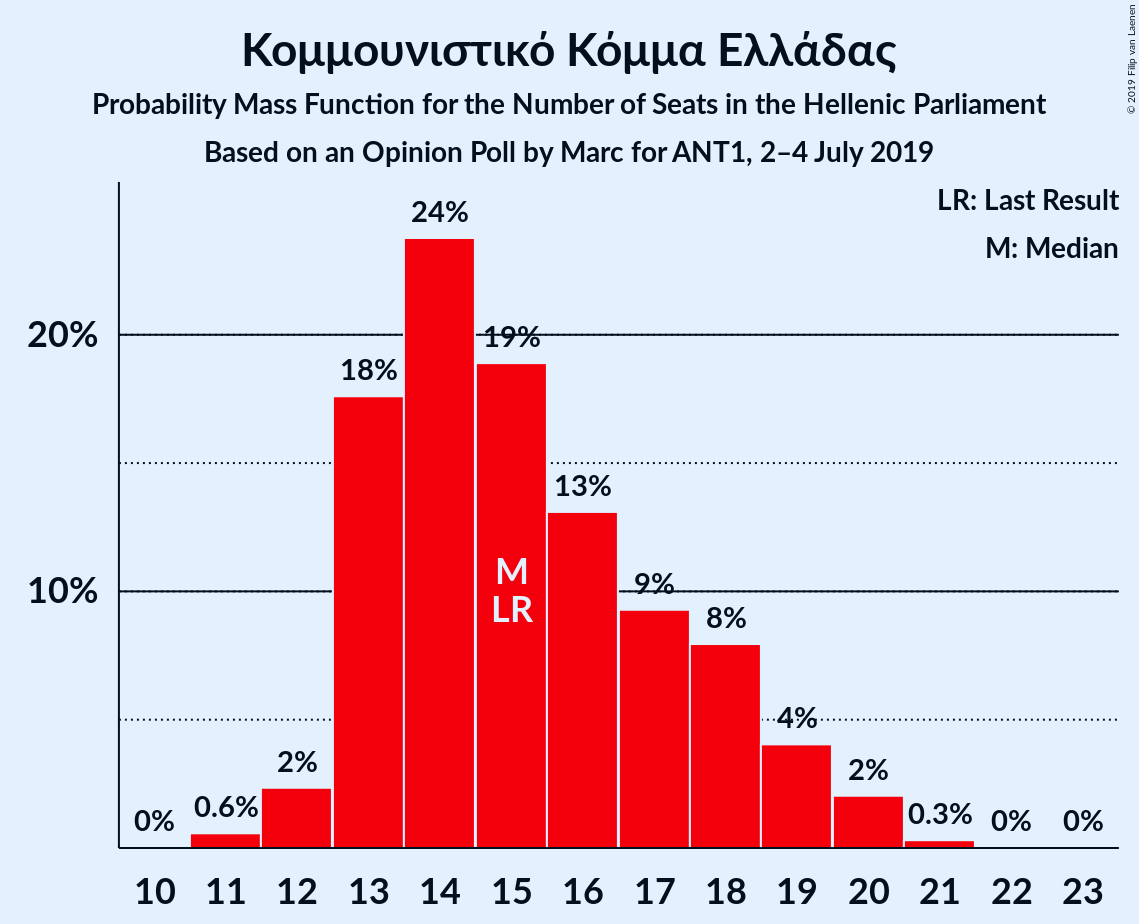 Κομμουνιστικό Κόμμα Ελλάδας
Probability Mass Function for the Number of Seats in the Hellenic Parliament
Based on an Opinion Poll by Marc for ANT1, 2–4 July 2019
© 2019 Filip van Laenen
LR: Last Result
M: Median
20%
10%
0%
0.6%
2%
18%
24%
19%
13%
9%
8%
4%
2%
0.3%
0%
0%
M
LR
10 11 12 13 14 15 16 17 18 19 20 21 22 23